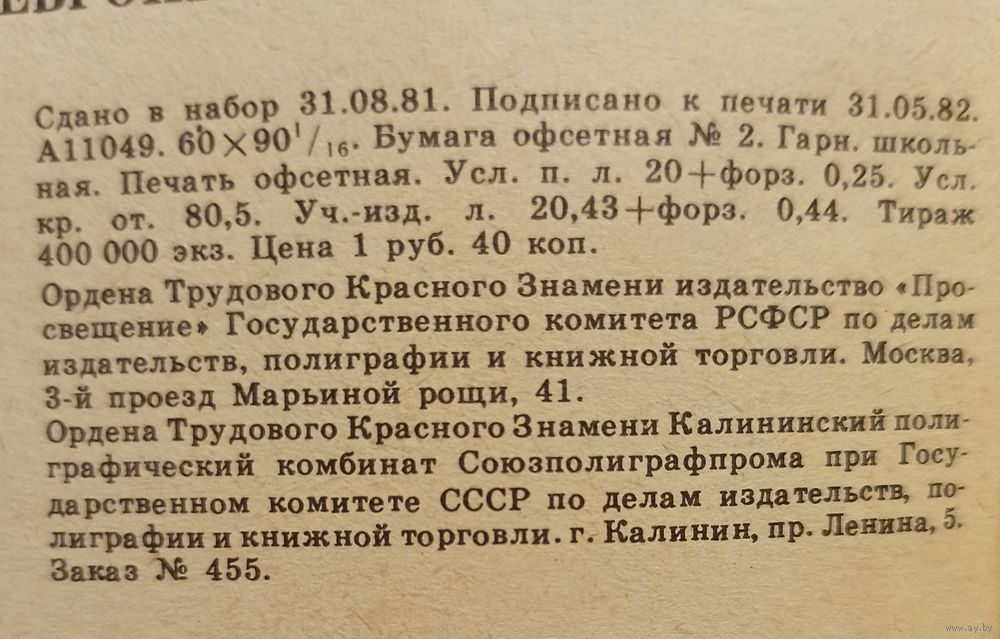 Сдано в набор 31.08.81. Подписано к печати 31.05.82.
А11049. 60×90 1/16. Бумага офсетная № 2. Гарн. школь-
ная. Печать офсетная. Усл. п. л. 20+форз. 0,25. Усл.
кр. от. 80,5. Уч.-изд. л. 20,43+форз. 0,44. Тираж
400 000 экз. Цена 1 руб. 40 коп.
Ордена Трудового Красного Знамени издательство «Про-
свещение» Государственного комитета РСФСР по делам
издательств, полиграфии и книжной торговли. Москва,
3-й проезд Марьиной рощи, 41.
Ордена Трудового Красного Знамени Калининский поли-
графический комбинат Союзполиграфпрома при Госу-
дарственном комитете СССР по делам издательств, по-
лиграфии и книжной торговли. г. Калинин, пр. Ленина, 5.
Заказ № 455.
www.ay.by